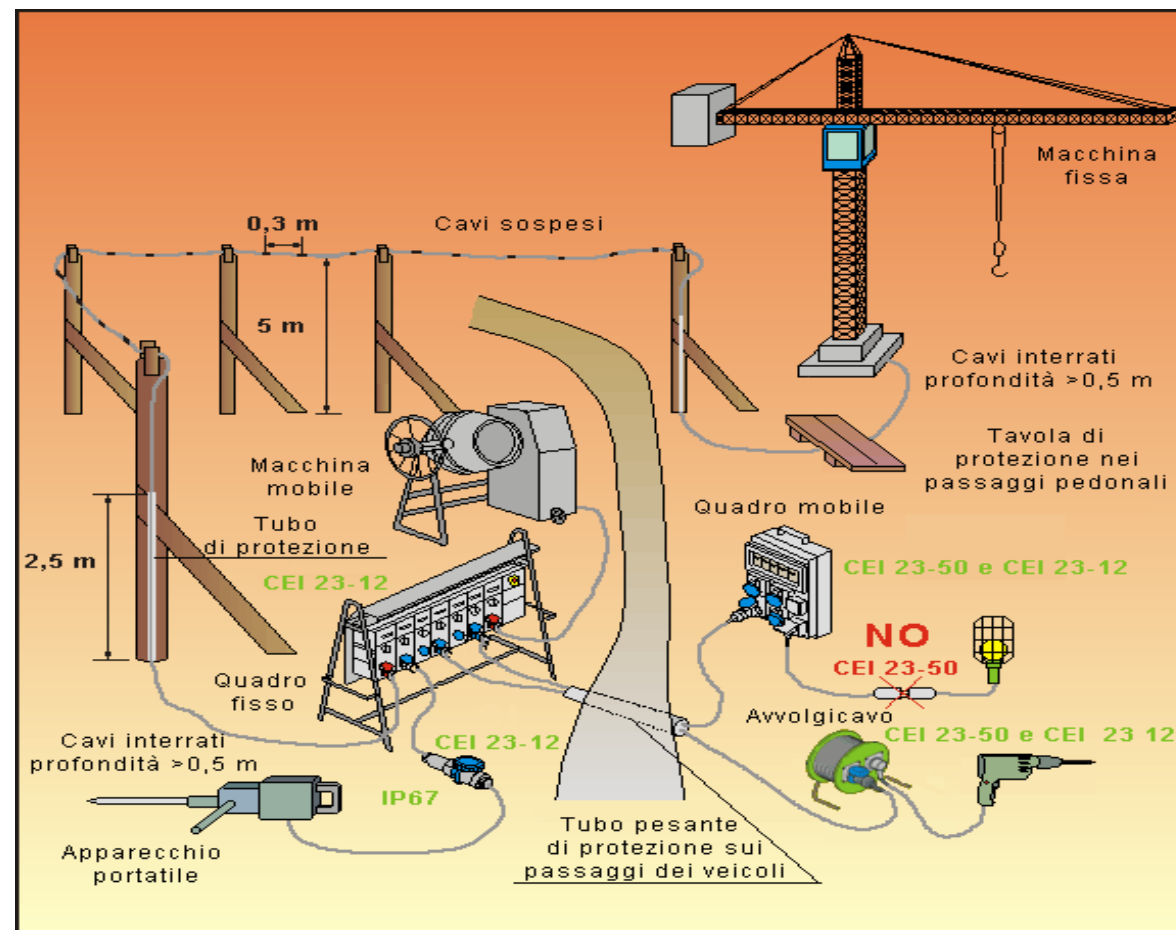 Macchina
fissa
0,3 m
Cavi sospesi
5 m
Cavi interrati
profondità >0,5 m
Tavola di
protezione nei
passaggi pedonali
Macchina
mobile
Quadro mobile
2,5 m
Tubo
di protezione
CEI 23-12
CEI 23-50 e CEI 23-12
NO
CEI 23-50
Quadro
fisso
Avvolgicavo
CEI 23-50 e CEI 23 12
Cavi interrati
profondità >0,5 m
CEI 23-12
IP67
Apparecchio
portatile
Tubo pesante
di protezione sui
passaggi dei veicoli